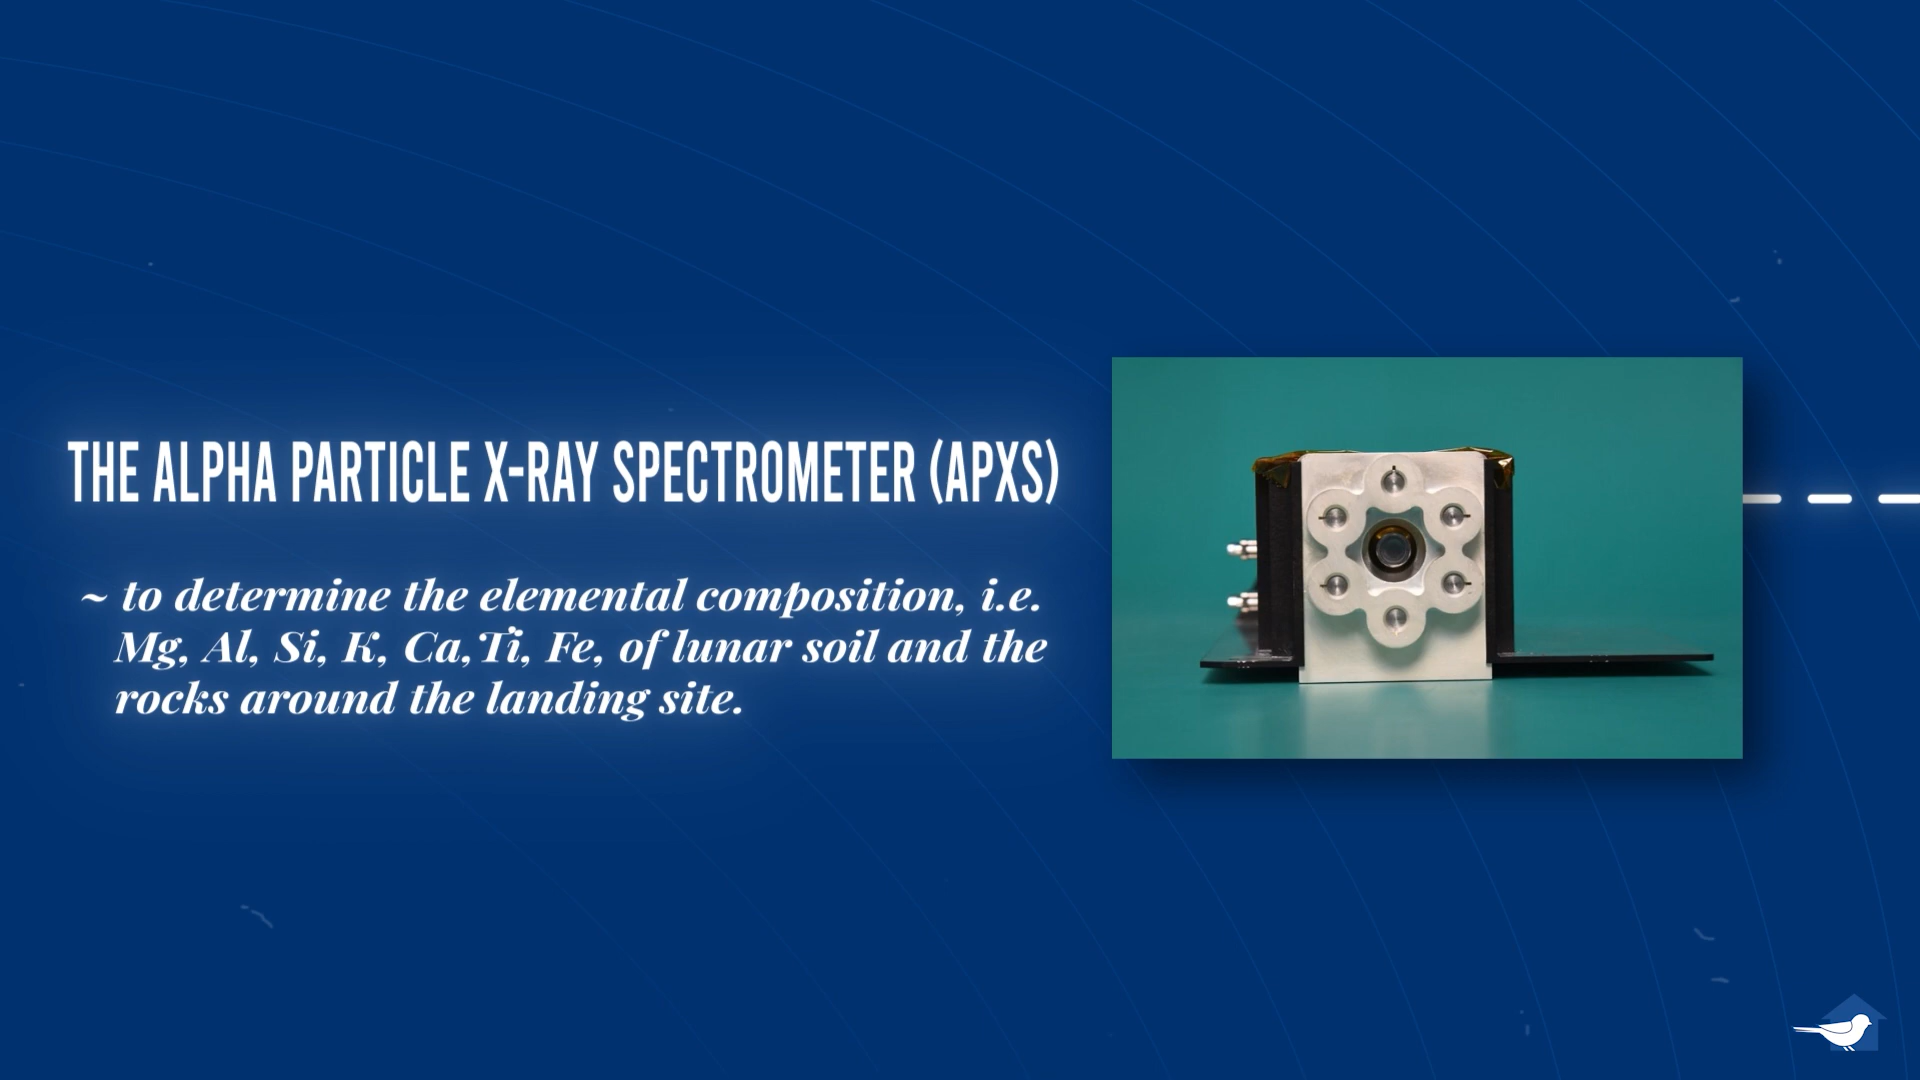 THE ALPHA PARTICLE X-RAY SPECTROMETER (APXS)
~ to determine the elemental composition, i.e.
Mg, Al, Si, K, Ca, Ti, Fe, of lunar soil and the
rocks around the landing site.